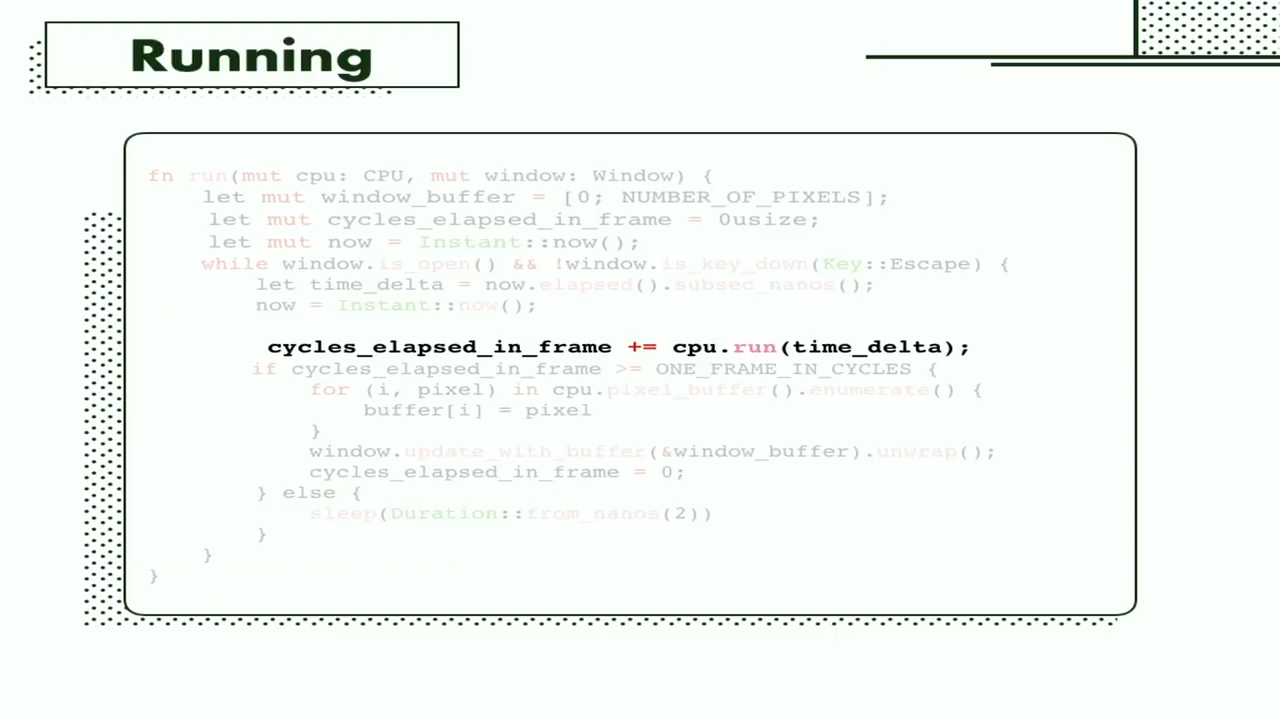 Running
fn run(mut cpu: CPU, mut window: Window) {
let mut window_buffer = [0; NUMBER_OF_PIXELS];
let mut cycles_elapsed_in_frame = 0usize;
let mut now = Instant::now();
while window.is_open() && !window.is_key_down(Key::Escape) {
let time_delta = now.elapsed().subsec_nanos();
now = Instant::now();
cycles_elapsed_in_frame += cpu.run(time_delta);
if cycles_elapsed_in_frame >= ONE_FRAME_IN_CYCLES {
for (i, pixel) in cpu.pixel_buffer().enumerate() {
buffer[i] = pixel
}
window.update_with_buffer(&window_buffer).unwrap();
cycles_elapsed_in_frame = 0;
} else {
sleep(Duration::from_nanos(2))
}
}
}